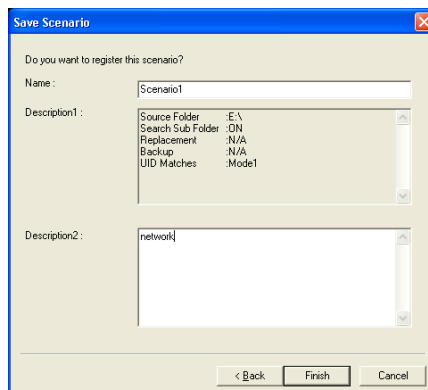 Save Scenario
Do you want to register this scenario?
Name :
Scenario1
Description1 :
Source Folder :E:\
Search Sub Folder :ON
Replacement :N/A
Backup :N/A
UID Matches :Mode1
Description2 :
network
< Back
Finish
Cancel